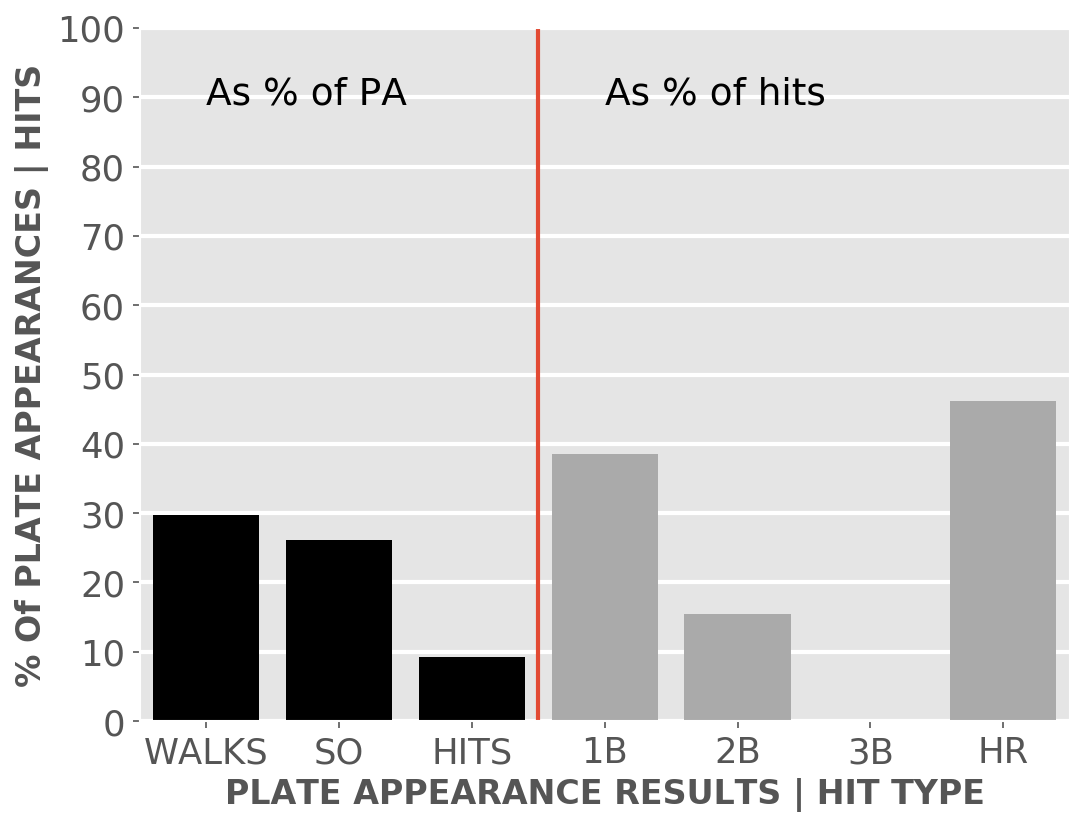 % Of PLATE APPEARANCES | HITS
100
90
80
70
60
50
40
30
20
10
0
As % of PA
As % of hits
WALKS SO HITS 1B 2B 3B HR
PLATE APPEARANCE RESULTS | HIT TYPE